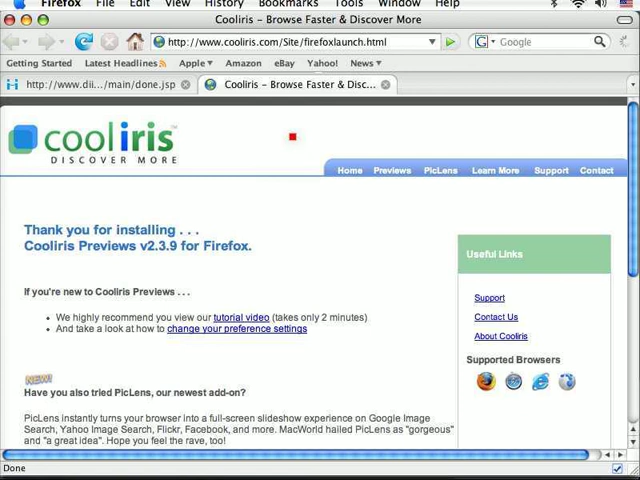 Firefox File Edit View History Bookmarks Tools Window Help
Cooliris – Browse Faster & Discover More
http://www.cooliris.com/Site/firefoxlaunch.html
Google
Getting Started Latest Headlines Apple Amazon eBay Yahoo! News
http://www.dii.../main/done.jsp
Cooliris – Browse Faster & Disc...
cooliris
DISCOVER MORE
Home Previews PicLens Learn More Support Contact
Thank you for installing . . .
Cooliris Previews v2.3.9 for Firefox.
Useful Links
If you're new to Cooliris Previews . . .
Support
We highly recommend you view our tutorial video (takes only 2 minutes)
Contact Us
And take a look at how to change your preference settings
About Cooliris
Supported Browsers
NEW!
Have you also tried PicLens, our newest add-on?
PicLens instantly turns your browser into a full-screen slideshow experience on Google Image
Search, Yahoo Image Search, Flickr, Facebook, and more. MacWorld hailed PicLens as "gorgeous"
and "a great idea". Hope you feel the rave, too!
Done